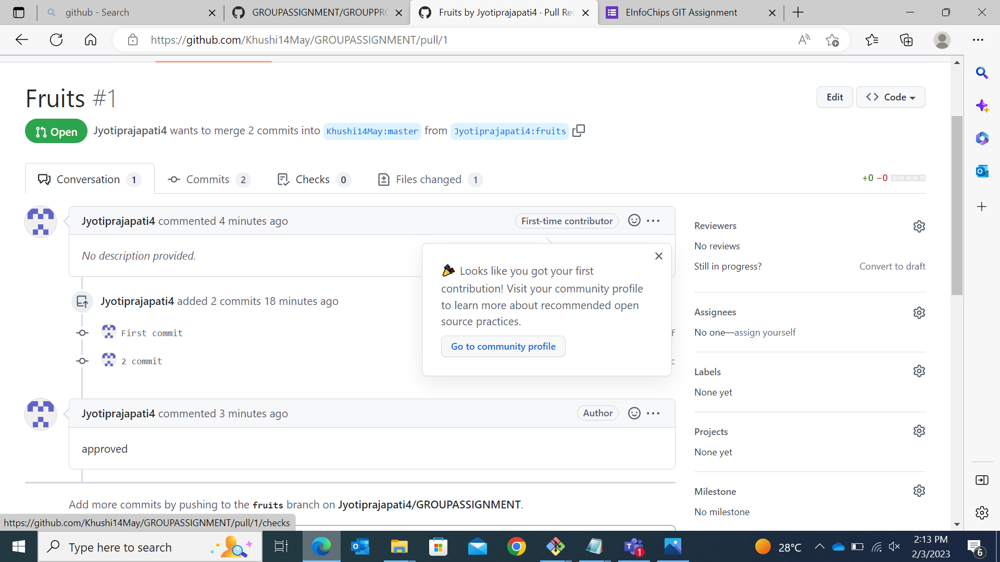 github - Search
GROUPASSIGNMENT/GROUPPRO
Fruits by Jyotiprajapati4 · Pull Rec
EInfoChips GIT Assignment
https://github.com/Khushi14May/GROUPASSIGNMENT/pull/1
Fruits #1
Edit
Code
Open
Jyotiprajapati4 wants to merge 2 commits into Khushi14May:master from Jyotiprajapati4:fruits
Conversation 1
Commits 2
Checks 0
Files changed 1
+0 −0
Jyotiprajapati4 commented 4 minutes ago
First-time contributor
No description provided.
Looks like you got your first
contribution! Visit your community profile
to learn more about recommended open
source practices.
Go to community profile
Jyotiprajapati4 added 2 commits 18 minutes ago
First commit
f
2 commit
c
Jyotiprajapati4 commented 3 minutes ago
Author
approved
Add more commits by pushing to the fruits branch on Jyotiprajapati4/GROUPASSIGNMENT.
Reviewers
No reviews
Still in progress?
Convert to draft
Assignees
No one—assign yourself
Labels
None yet
Projects
None yet
Milestone
No milestone
https://github.com/Khushi14May/GROUPASSIGNMENT/pull/1/checks
Type here to search
1
28°C
2:13 PM
2/3/2023
6